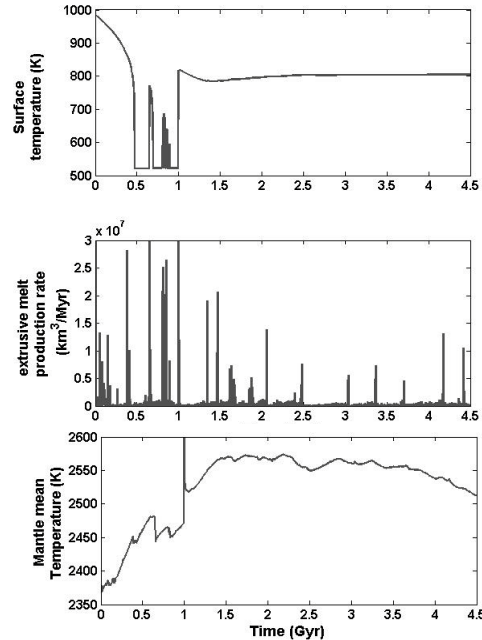 1000
900
800
700
600
500
Surface
temperature (K)
0 0.5 1 1.5 2 2.5 3 3.5 4 4.5
x 10^7
3
2.5
2
1.5
1
0.5
0
extrusive melt
production rate
(km³/Myr)
0 0.5 1 1.5 2 2.5 3 3.5 4 4.5
2600
2550
2500
2450
2400
2350
Mantle mean
Temperature (K)
0 0.5 1 1.5 2 2.5 3 3.5 4 4.5
Time (Gyr)